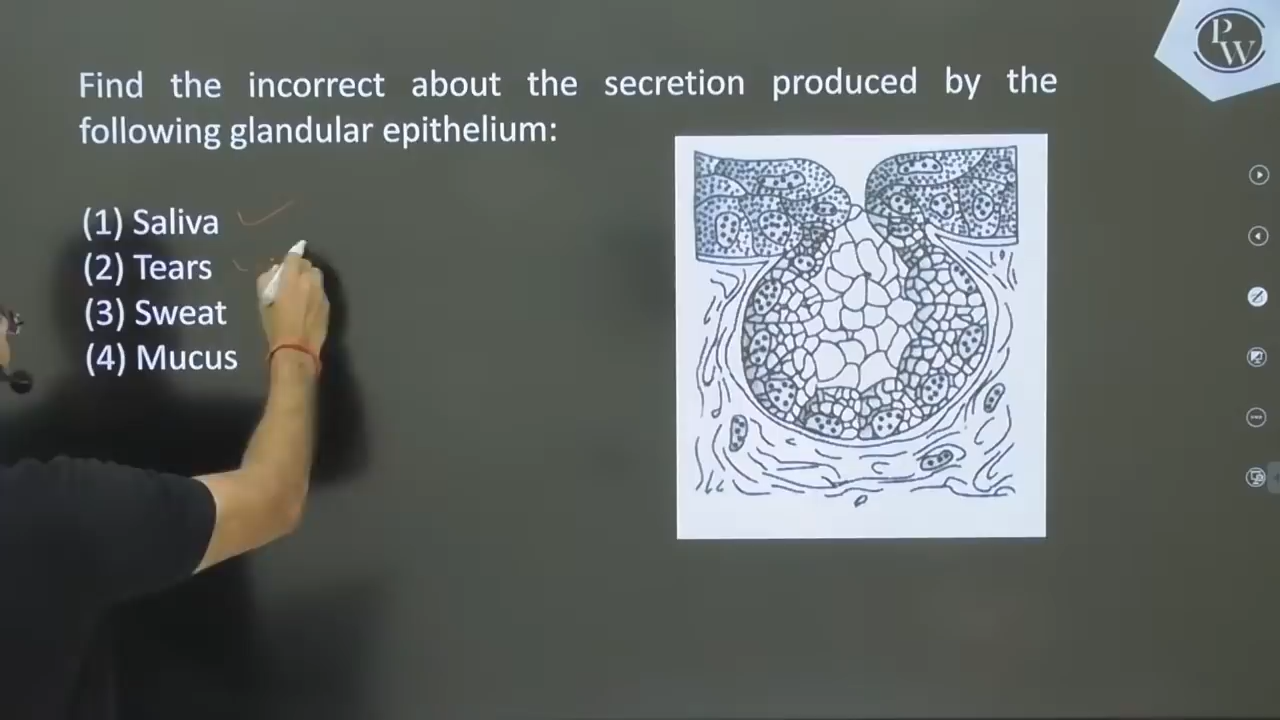 PW
Find the incorrect about the secretion produced by the
following glandular epithelium:
(1) Saliva
(2) Tears
(3) Sweat
(4) Mucus